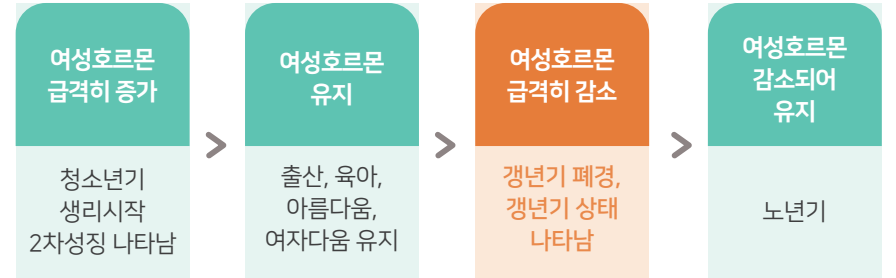 여성호르몬
급격히 증가
청소년기
생리시작
2차성징 나타남
여성호르몬
유지
출산, 육아,
아름다움,
여자다움 유지
여성호르몬
급격히 감소
갱년기 폐경,
갱년기 상태
나타남
여성호르몬
감소되어
유지
노년기